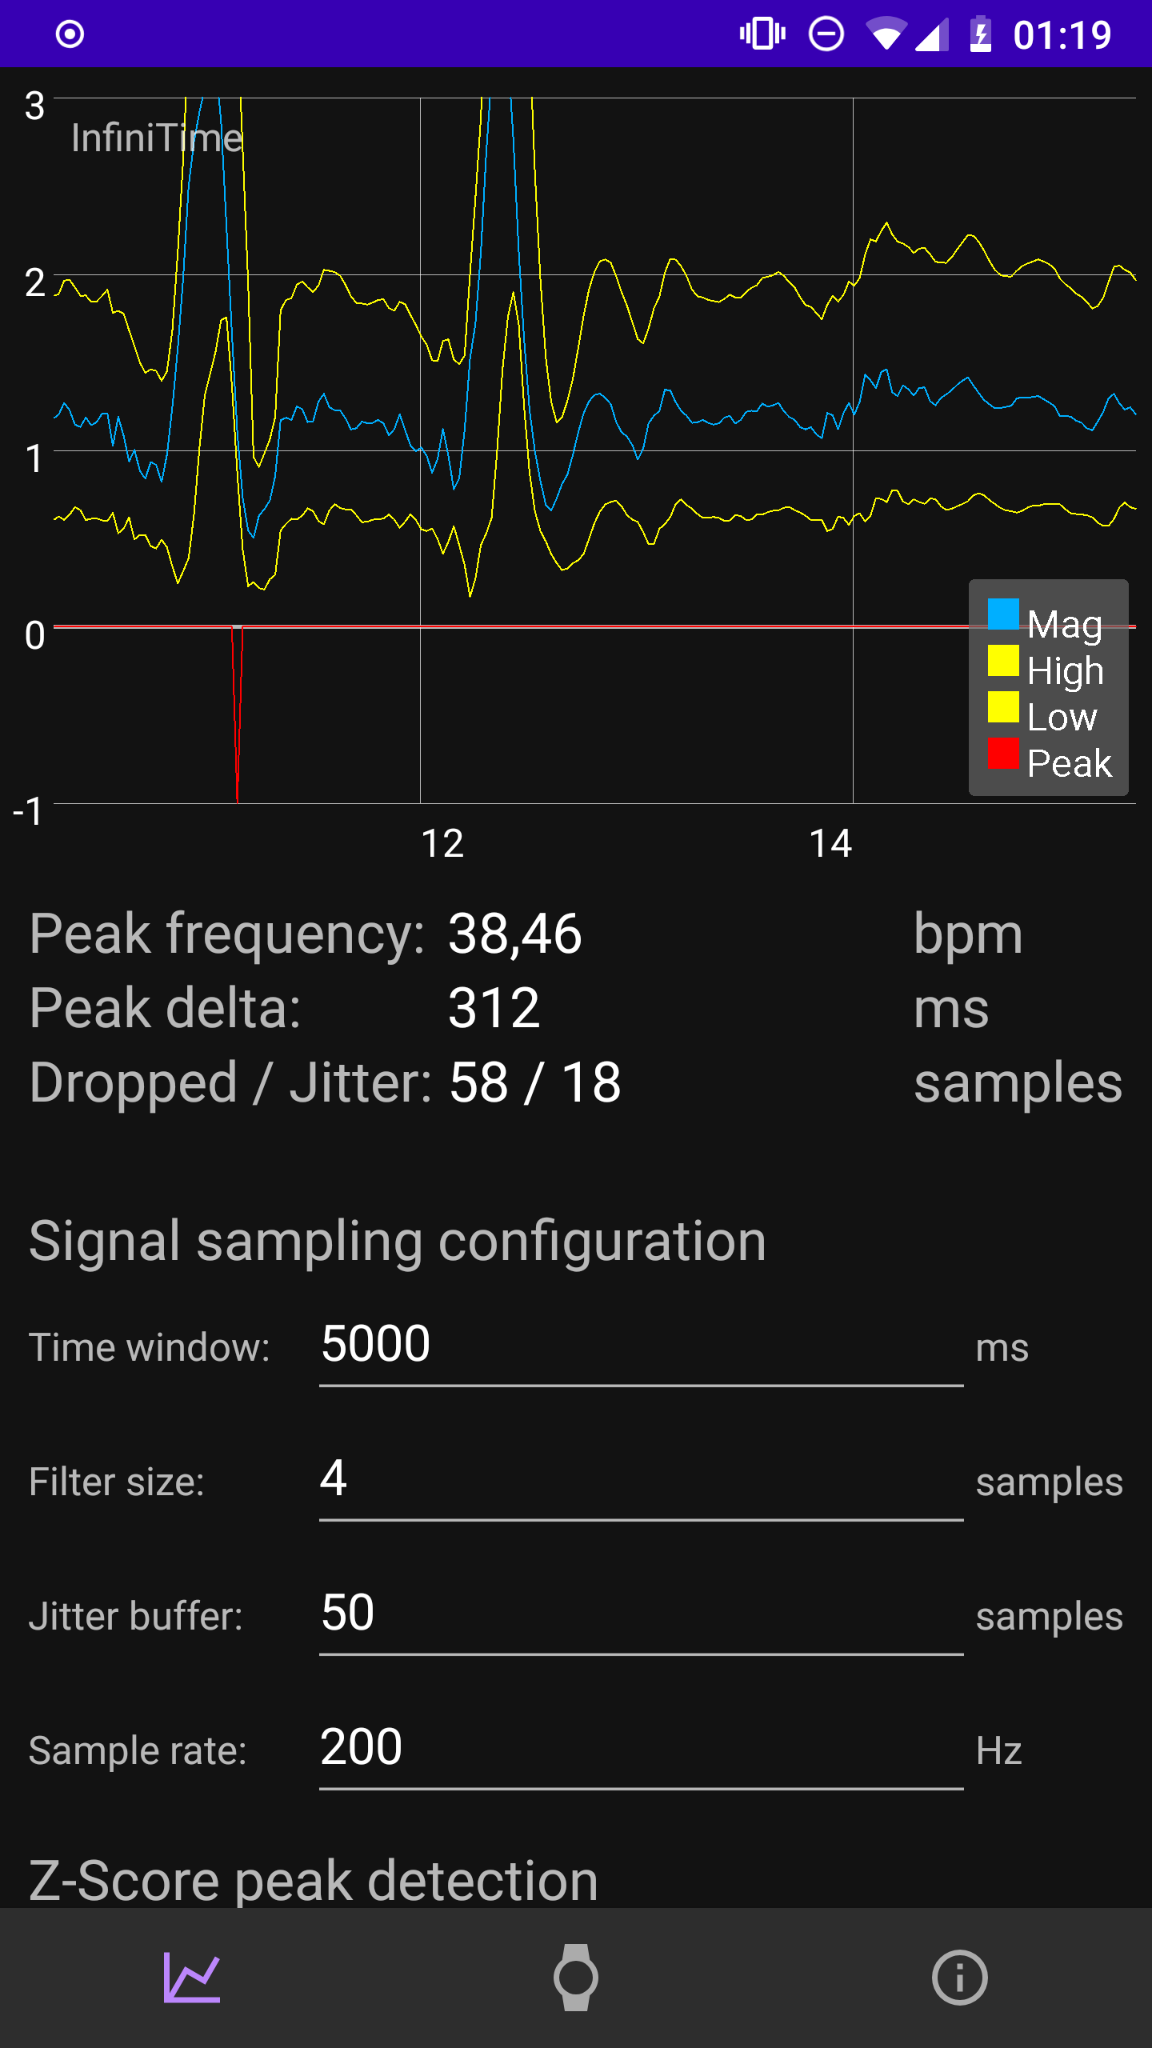 01:19
3
InfiniTime
2
1
0
Mag
High
Low
Peak
-1
12 14
Peak frequency: 38,46 bpm
Peak delta: 312 ms
Dropped / Jitter: 58 / 18 samples
Signal sampling configuration
Time window: 5000 ms
Filter size: 4 samples
Jitter buffer: 50 samples
Sample rate: 200 Hz
Z-Score peak detection